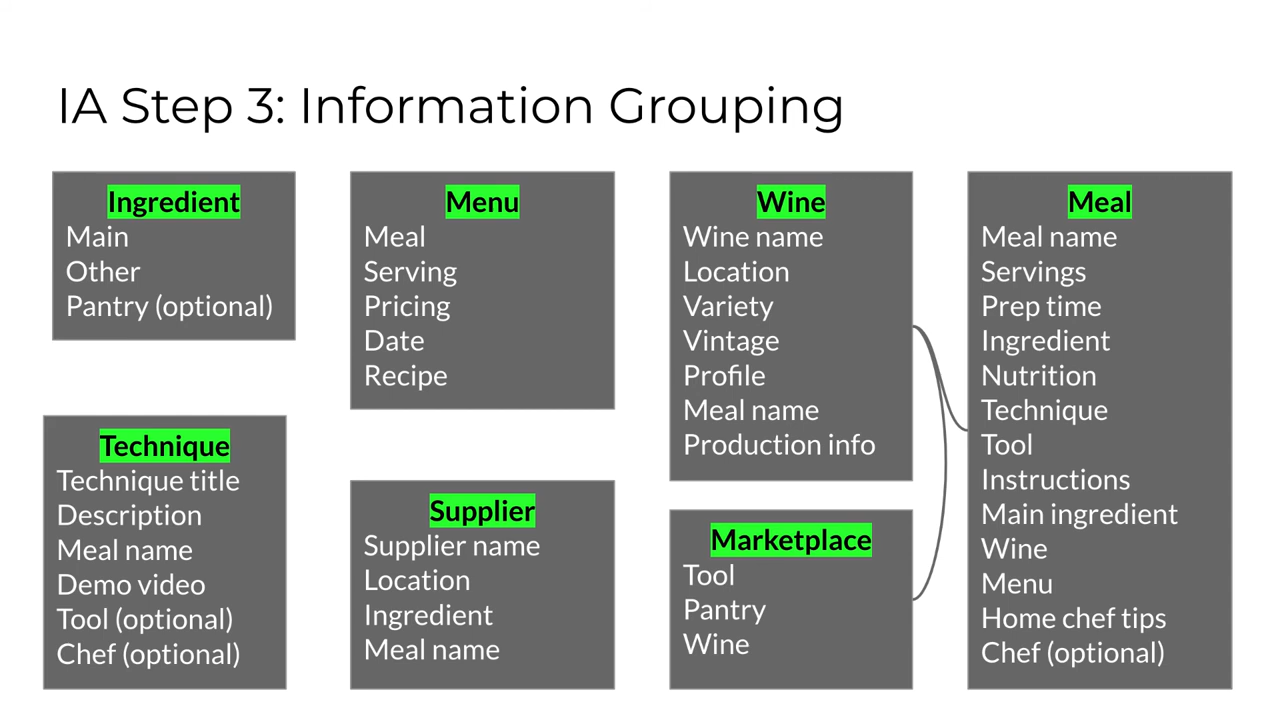 IA Step 3: Information Grouping
Ingredient
Main
Other
Pantry (optional)
Technique
Technique title
Description
Meal name
Demo video
Tool (optional)
Chef (optional)
Menu
Meal
Serving
Pricing
Date
Recipe
Supplier
Supplier name
Location
Ingredient
Meal name
Wine
Wine name
Location
Variety
Vintage
Profile
Meal name
Production info
Marketplace
Tool
Pantry
Wine
Meal
Meal name
Servings
Prep time
Ingredient
Nutrition
Technique
Tool
Instructions
Main ingredient
Wine
Menu
Home chef tips
Chef (optional)